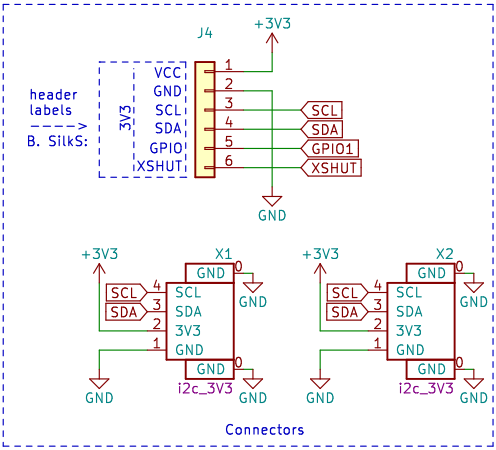 +3V3
J4
header
labels
----->
B. SilkS:
3V3
VCC 1
GND 2
SCL 3 SCL
SDA 4 SDA
GPIO 5 GPIO1
XSHUT 6 XSHUT
GND
+3V3 X1
GND 0
GND
SCL 4 SCL
SDA 3 SDA
2 3V3
1 GND
GND 0
GND
i2c_3V3
GND
+3V3 X2
GND 0
GND
SCL 4 SCL
SDA 3 SDA
2 3V3
1 GND
GND 0
GND
i2c_3V3
GND
Connectors